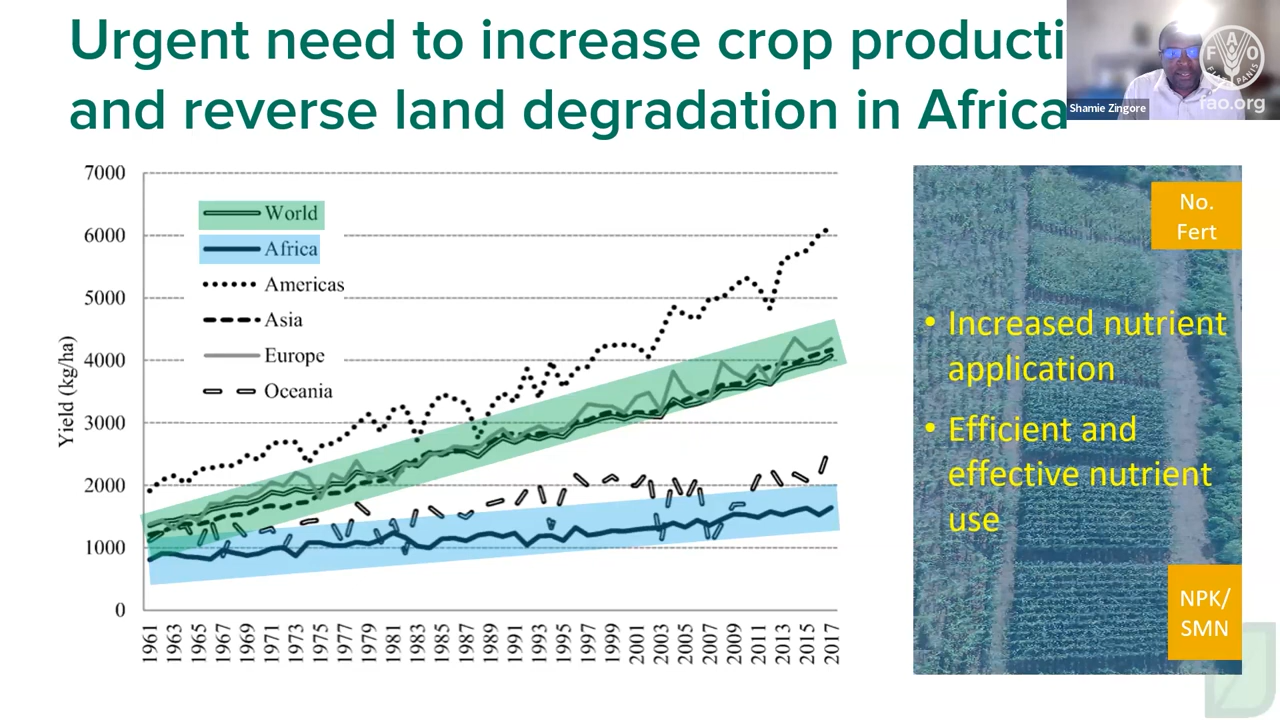 Urgent need to increase crop producti
and reverse land degradation in Africa
Shamie Zingore
F A O
FIAT PANIS
fao.org
7000
6000
5000
4000
3000
2000
1000
0
Yield (kg/ha)
World
Africa
Americas
Asia
Europe
Oceania
1961
1963
1965
1967
1969
1971
1973
1975
1977
1979
1981
1983
1985
1987
1989
1991
1993
1995
1997
1999
2001
2003
2005
2007
2009
2011
2013
2015
2017
No.
Fert
• Increased nutrient
application
• Efficient and
effective nutrient
use
NPK/
SMN